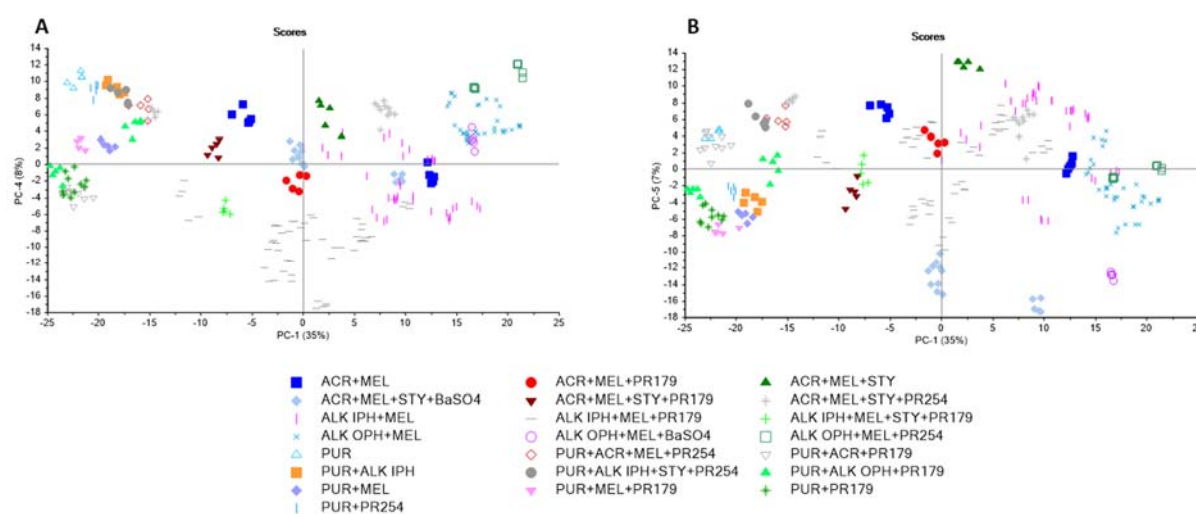 A
Scores
14
12
10
8
6
4
2
0
-2
-4
-6
-8
-10
-12
-14
-16
-18
PC-4 (8%)
-25 -20 -15 -10 -5 0 5 10 15 20 25
PC-1 (35%)
B
Scores
14
12
10
8
6
4
2
0
-2
-4
-6
-8
-10
-12
-14
-16
-18
PC-5 (7%)
-25 -20 -15 -10 -5 0 5 10 15 20 25
PC-1 (35%)
ACR+MEL ACR+MEL+PR179 ACR+MEL+STY
ACR+MEL+STY+BaSO4 ACR+MEL+STY+PR179 ACR+MEL+STY+PR254
ALK IPH+MEL ALK IPH+MEL+PR179 ALK IPH+MEL+STY+PR179
ALK OPH+MEL ALK OPH+MEL+BaSO4 ALK OPH+MEL+PR254
PUR PUR+ACR+MEL+PR254 PUR+ACR+PR179
PUR+ALK IPH PUR+ALK IPH+STY+PR254 PUR+ALK OPH+PR179
PUR+MEL PUR+MEL+PR179 PUR+PR179
PUR+PR254